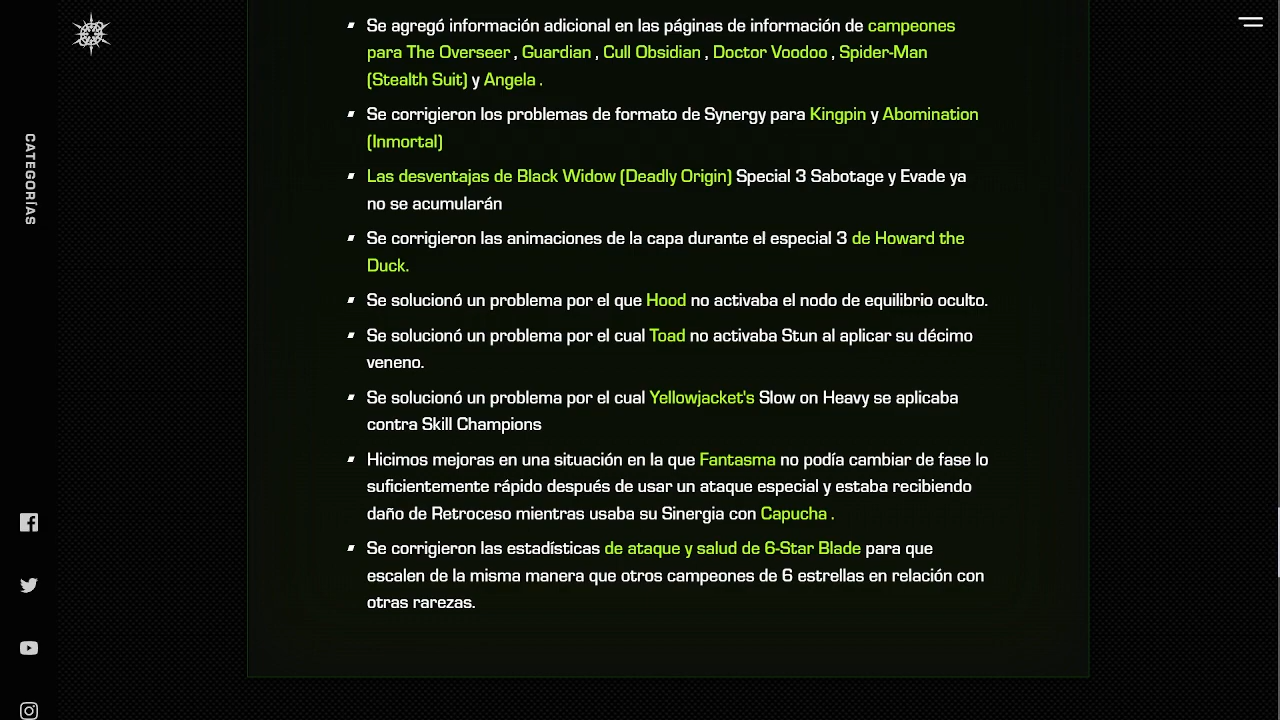 Se agregó información adicional en las páginas de información de campeones
para The Overseer , Guardian , Cull Obsidian , Doctor Voodoo , Spider-Man
(Stealth Suit) y Angela .
Se corrigieron los problemas de formato de Synergy para Kingpin y Abomination
(Inmortal)
Las desventajas de Black Widow (Deadly Origin) Special 3 Sabotage y Evade ya
no se acumularán
Se corrigieron las animaciones de la capa durante el especial 3 de Howard the
Duck.
Se solucionó un problema por el que Hood no activaba el nodo de equilibrio oculto.
Se solucionó un problema por el cual Toad no activaba Stun al aplicar su décimo
veneno.
Se solucionó un problema por el cual Yellowjacket's Slow on Heavy se aplicaba
contra Skill Champions
Hicimos mejoras en una situación en la que Fantasma no podía cambiar de fase lo
suficientemente rápido después de usar un ataque especial y estaba recibiendo
daño de Retroceso mientras usaba su Sinergia con Capucha .
Se corrigieron las estadísticas de ataque y salud de 6-Star Blade para que
escalen de la misma manera que otros campeones de 6 estrellas en relación con
otras rarezas.
CATEGORÍAS